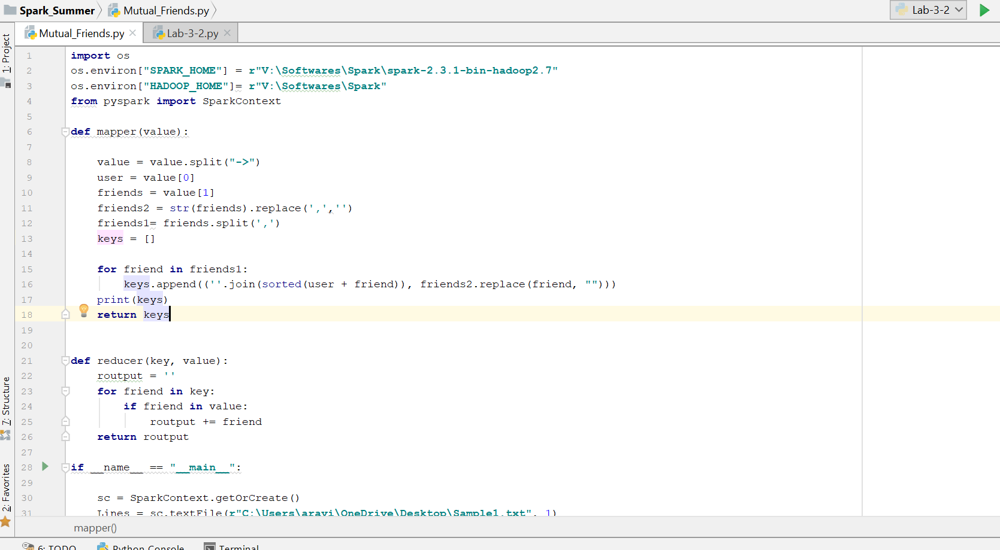 Spark_Summer Mutual_Friends.py Lab-3-2
Mutual_Friends.py Lab-3-2.py
1: Project
7: Structure
2: Favorites
1 import os
2 os.environ["SPARK_HOME"] = r"V:\Softwares\Spark\spark-2.3.1-bin-hadoop2.7"
3 os.environ["HADOOP_HOME"]= r"V:\Softwares\Spark"
4 from pyspark import SparkContext
5
6 def mapper(value):
7
8 value = value.split("->")
9 user = value[0]
10 friends = value[1]
11 friends2 = str(friends).replace(',','')
12 friends1= friends.split(',')
13 keys = []
14
15 for friend in friends1:
16 keys.append((''.join(sorted(user + friend)), friends2.replace(friend, "")))
17 print(keys)
18 return keys
19
20
21 def reducer(key, value):
22 routput = ''
23 for friend in key:
24 if friend in value:
25 routput += friend
26 return routput
27
28 if __name__ == "__main__":
29
30 sc = SparkContext.getOrCreate()
31 Lines = sc.textFile(r"C:\Users\aravi\OneDrive\Desktop\Sample1.txt", 1)
mapper()
6: TODO Python Console Terminal